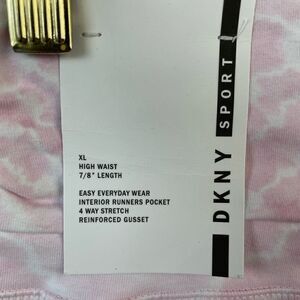 XL
HIGH WAIST
7/8" LENGTH
EASY EVERYDAY WEAR
INTERIOR RUNNERS POCKET
4 WAY STRETCH
REINFORCED GUSSET
DKNY SPORT